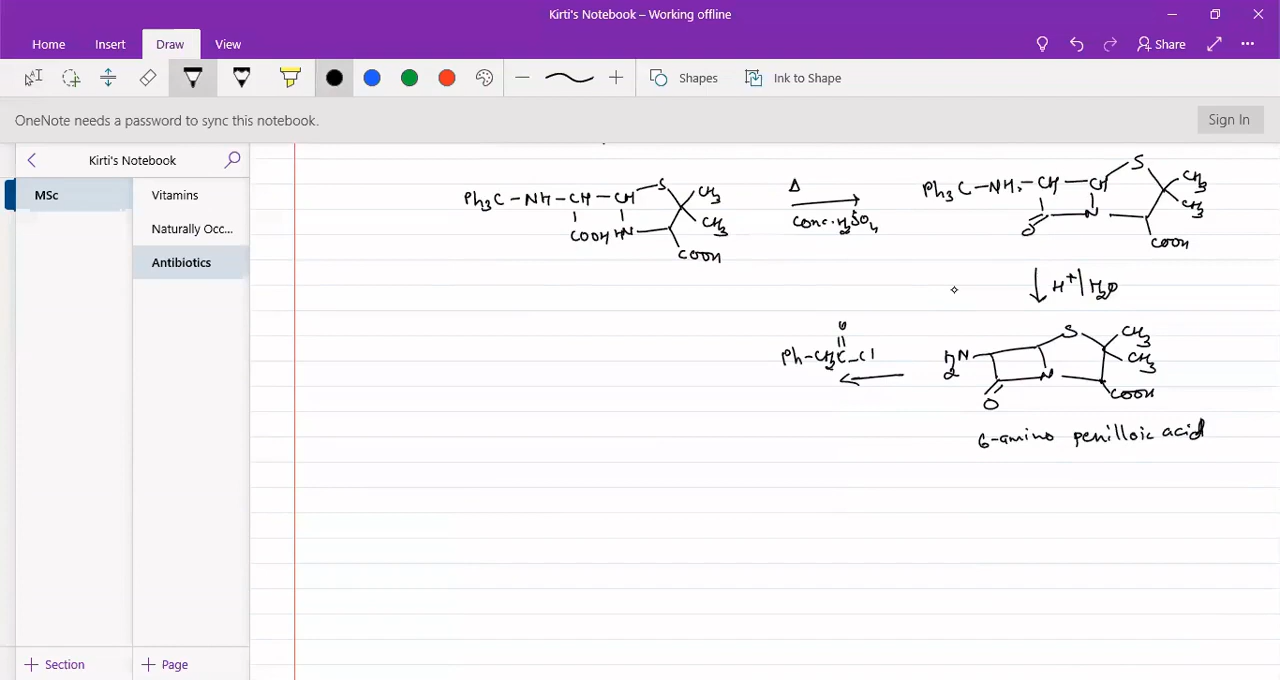 Kirti's Notebook – Working offline
Home Insert Draw View
Share
Shapes Ink to Shape
OneNote needs a password to sync this notebook.
Sign In
Kirti's Notebook
MSc
Vitamins
Naturally Occ...
Antibiotics
Ph3C-NH-CH-CH S CH3
CH3
COOH HN
COOH
Δ
Conc. H2SO4
Ph3C-NH-CH-CH S CH3
CH3
O N
COOH
H+/H2O
O
Ph-CH2C-Cl
H2N S CH3
CH3
O N COOH
6-amino penilloic acid
+ Section + Page